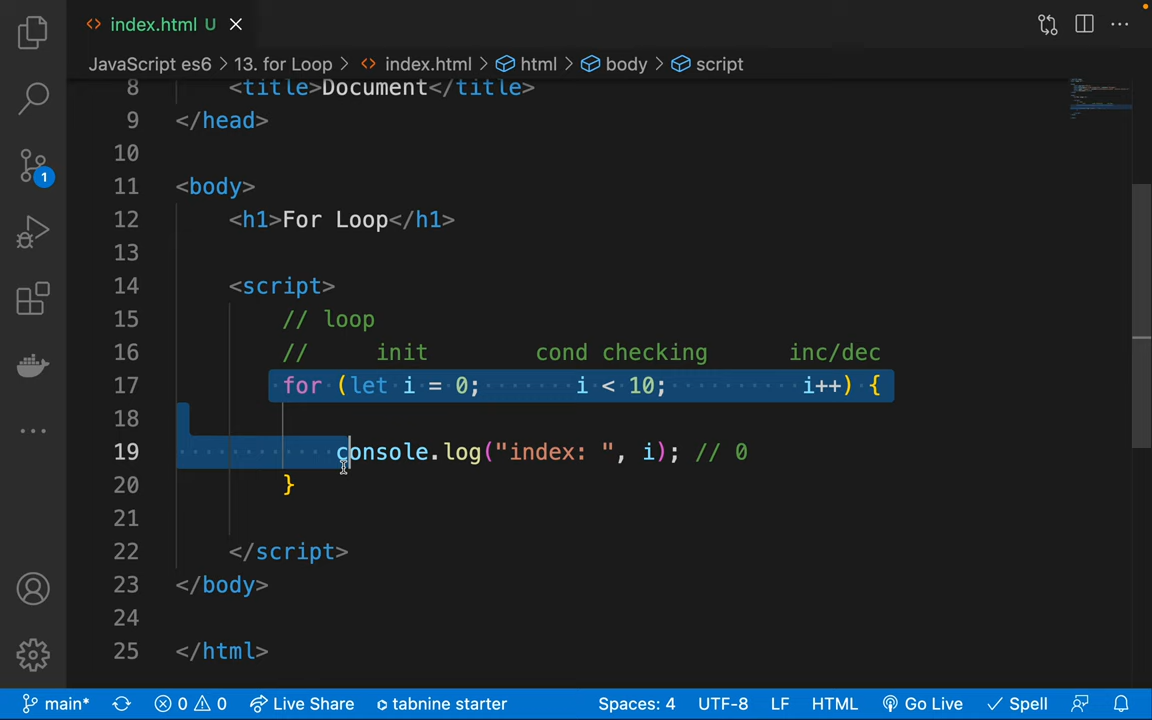 index.html U
JavaScript es6 > 13. for Loop > index.html > html > body > script
8 <title>Document</title>
9 </head>
10
11 <body>
12 <h1>For Loop</h1>
13
14 <script>
15 // loop
16 // init cond checking inc/dec
17 for (let i = 0; i < 10; i++) {
18
19 console.log("index: ", i); // 0
20 }
21
22 </script>
23 </body>
24
25 </html>
1
main* 0 0 Live Share tabnine starter Spaces: 4 UTF-8 LF HTML Go Live Spell